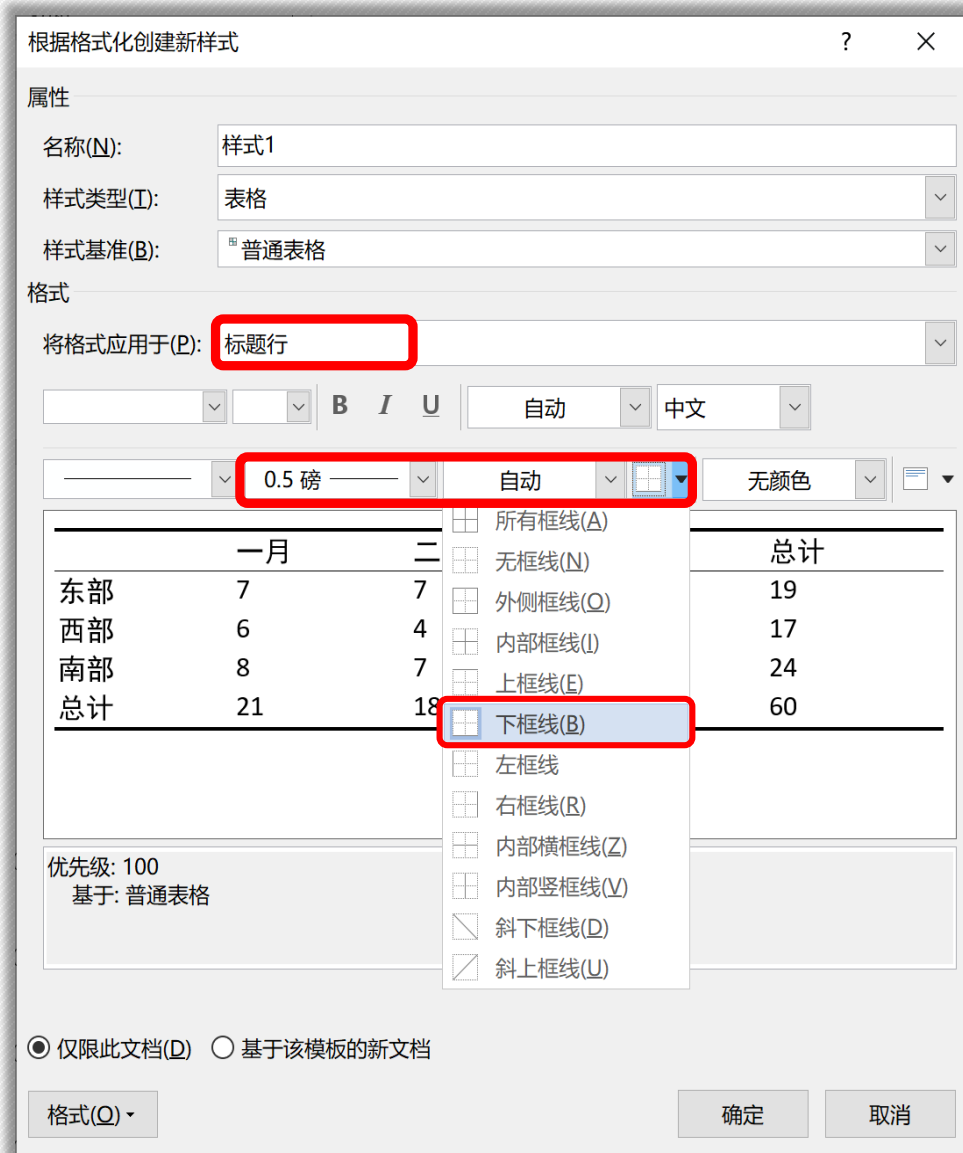 根据格式化创建新样式 ?
属性
名称(N): 样式1
样式类型(T): 表格
样式基准(B): 普通表格
格式
将格式应用于(P): 标题行
B I U 自动 中文
0.5 磅 自动 无颜色
一月 二 总计
东部 7 7 19
西部 6 4 17
南部 8 7 24
总计 21 18 60
所有框线(A)
无框线(N)
外侧框线(O)
内部框线(I)
上框线(E)
下框线(B)
左框线
右框线(R)
内部横框线(Z)
内部竖框线(V)
斜下框线(D)
斜上框线(U)
优先级: 100
基于: 普通表格
仅限此文档(D) 基于该模板的新文档
格式(O) 确定 取消